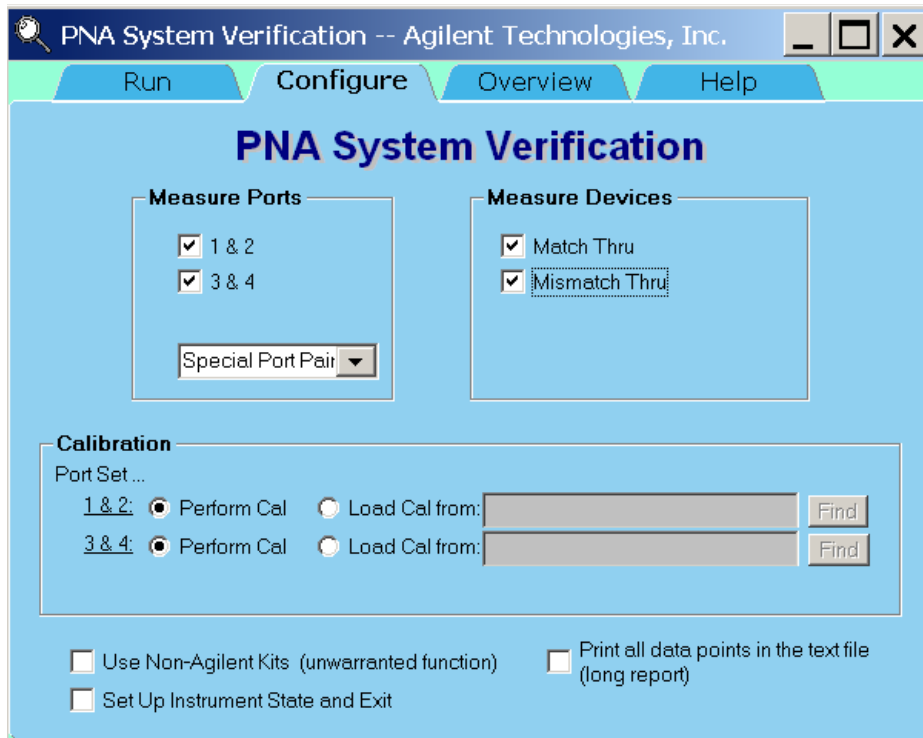 PNA System Verification -- Agilent Technologies, Inc.
Run Configure Overview Help
PNA System Verification
Measure Ports
1 & 2
3 & 4
Special Port Pair
Measure Devices
Match Thru
Mismatch Thru
Calibration
Port Set ...
1 & 2: Perform Cal Load Cal from: Find
3 & 4: Perform Cal Load Cal from: Find
Use Non-Agilent Kits (unwarranted function)
Set Up Instrument State and Exit
Print all data points in the text file
(long report)